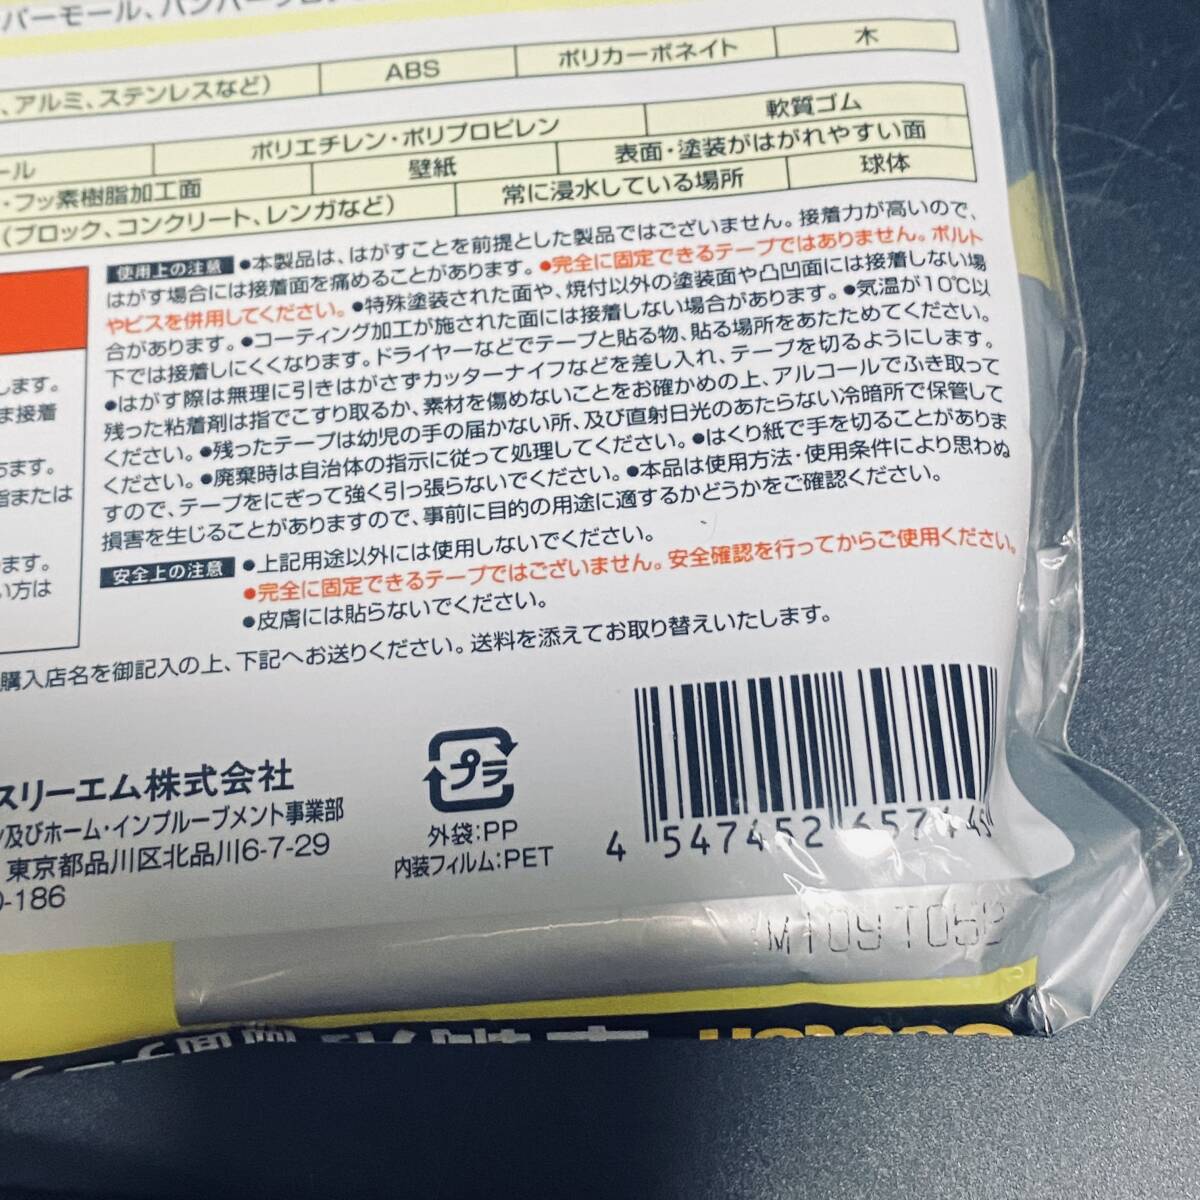 アルミ、ステンレスなど） ABS ポリカーボネイト 木
ール ポリエチレン・ポリプロピレン 軟質ゴム
・フッ素樹脂加工面 壁紙 表面・塗装がはがれやすい面
（ブロック、コンクリート、レンガなど） 常に浸水している場所 球体
使用上の注意 ●本製品は、はがすことを前提とした製品ではございません。接着力が高いので、
はがす場合には接着面を痛めることがあります。●完全に固定できるテープではありません。ボルト
やビスを併用してください。●特殊塗装された面や、焼付以外の塗装面や凸凹面には接着しない場
合があります。●コーティング加工が施された面には接着しない場合があります。●気温が10℃以
下では接着しにくくなります。ドライヤーなどでテープと貼る物、貼る場所をあたためてください。
●はがす際は無理に引きはがさずカッターナイフなどを差し入れ、テープを切るようにします。
残った粘着剤は指でこすり取るか、素材を傷めないことをお確かめの上、アルコールでふき取って
ください。●残ったテープは幼児の手の届かない所、及び直射日光のあたらない冷暗所で保管して
ください。●廃棄時は自治体の指示に従って処理してください。●はくり紙で手を切ることがありま
すので、テープをにぎって強く引っ張らないでください。●本品は使用方法・使用条件により思わぬ
損害を生じることがありますので、事前に目的の用途に適するかどうかをご確認ください。
安全上の注意 ●上記用途以外には使用しないでください。
●完全に固定できるテープではございません。安全確認を行ってからご使用ください。
●皮膚には貼らないでください。
します。
ま接着
ります。
指または
ます。
い方は
購入店名を御記入の上、下記へお送りください。送料を添えてお取り替えいたします。
スリーエム株式会社
及びホーム・インプルーブメント事業部
東京都品川区北品川6-7-29
-186
プラ
外袋：PP
内装フィルム：PET
4 547452 657445
M109T052